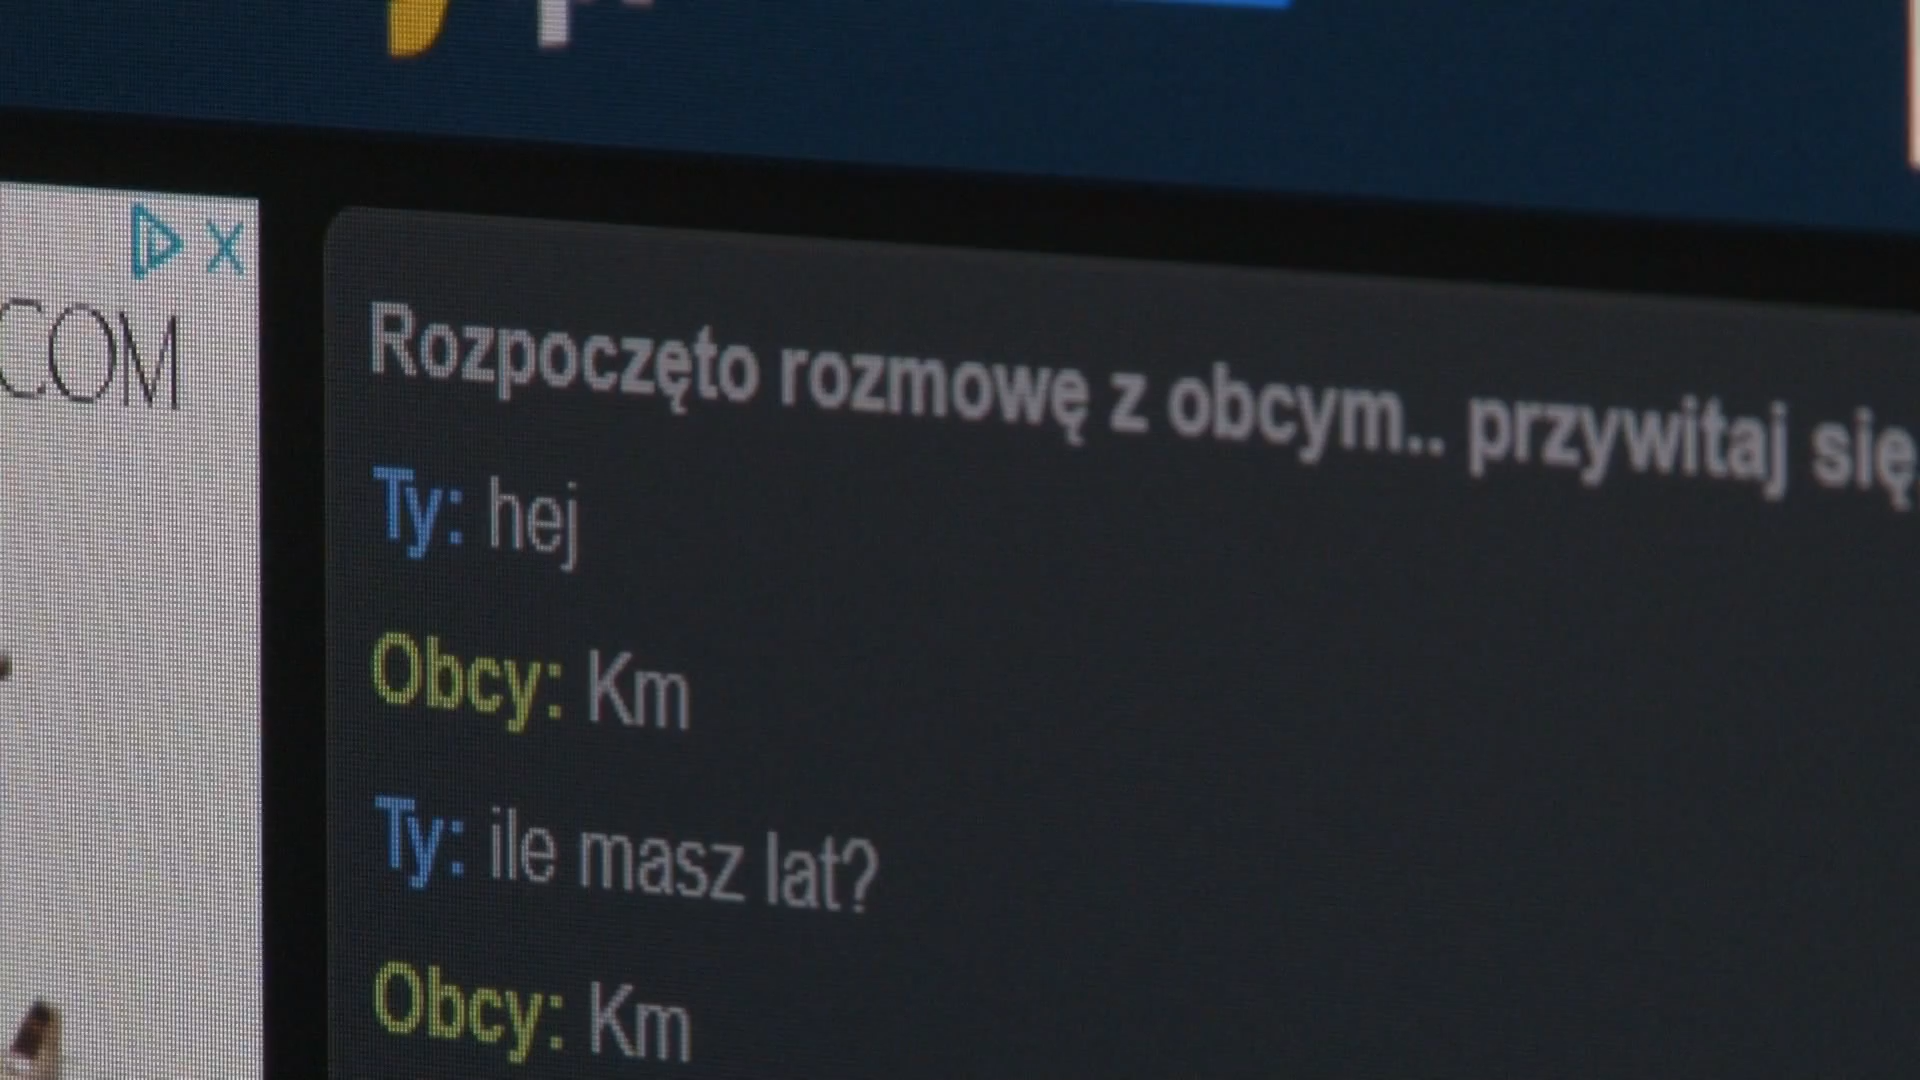 COM
Rozpoczęto rozmowę z obcym.. przywitaj się
Ty: hej
Obcy: Km
Ty: ile masz lat?
Obcy: Km